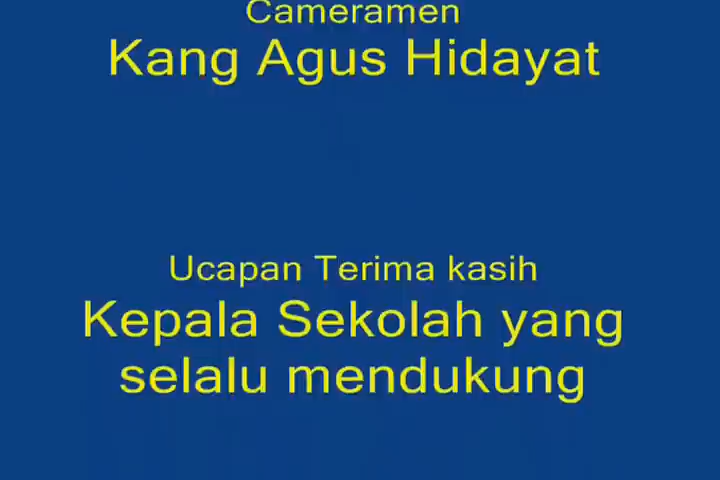 Cameramen
Kang Agus Hidayat
Ucapan Terima kasih
Kepala Sekolah yang
selalu mendukung